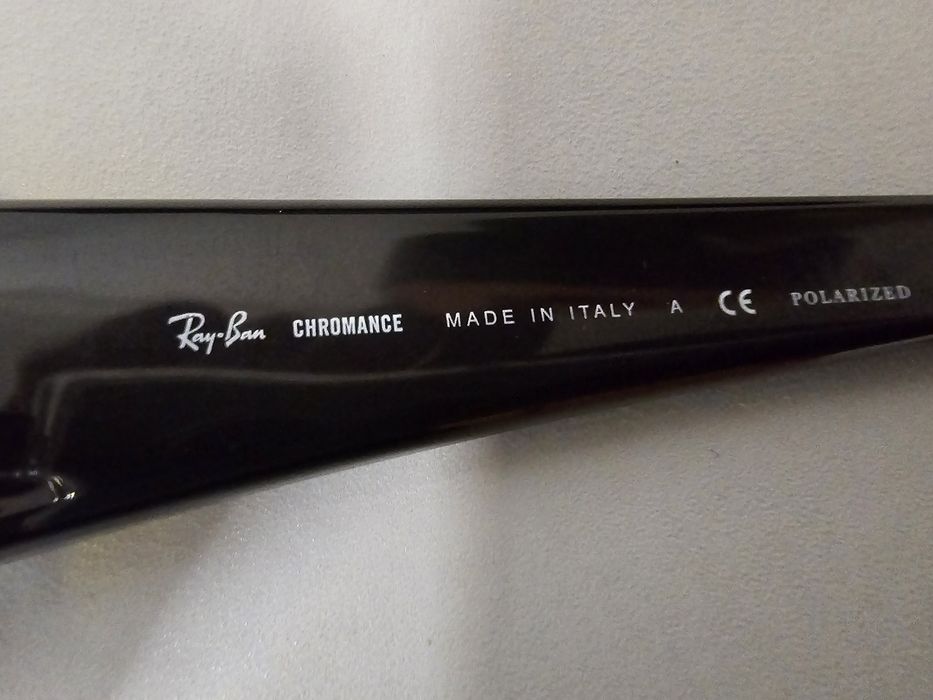 Ray-Ban CHROMANCE MADE IN ITALY A CE POLARIZED